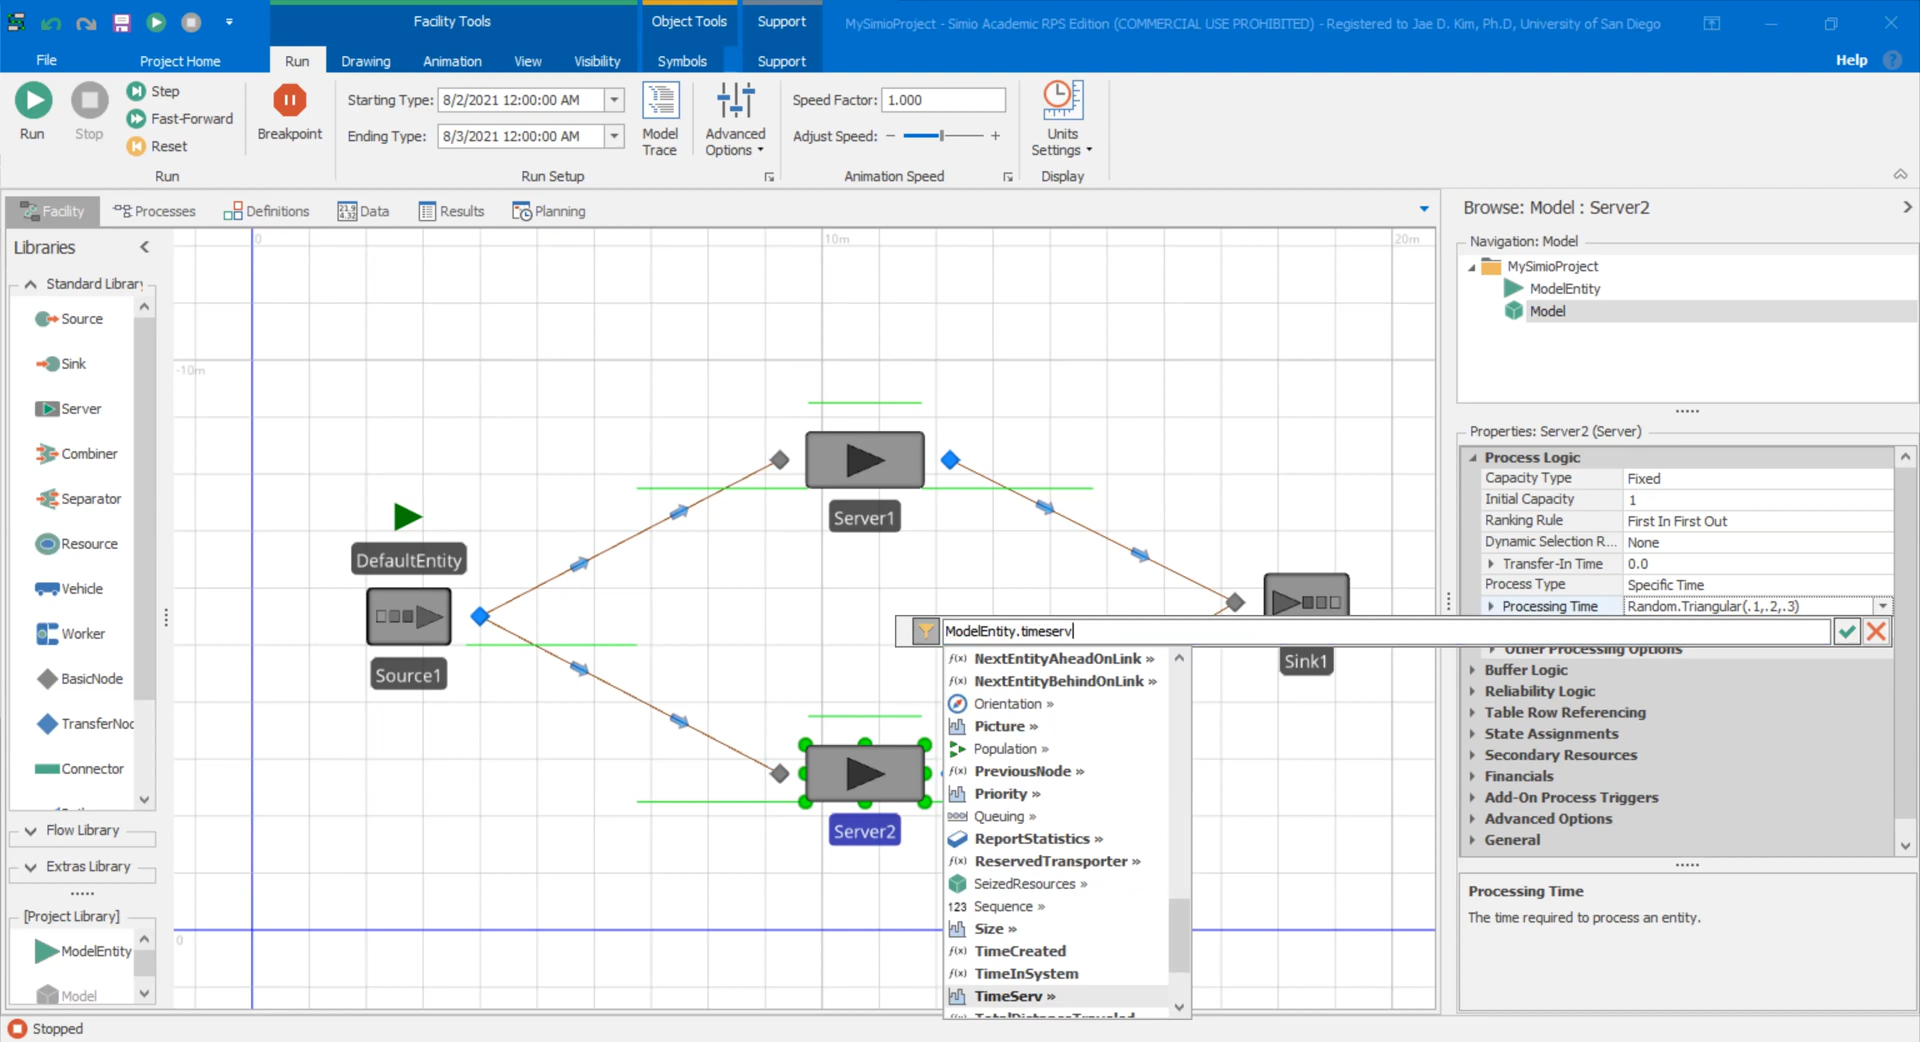 Facility Tools
Object Tools
Support
MySimioProject - Simio Academic RPS Edition (COMMERCIAL USE PROHIBITED) - Registered to Jae D. Kim, Ph.D, University of San Diego
File
Project Home
Run
Drawing
Animation
View
Visibility
Symbols
Support
Help
Run
Stop
Step
Fast-Forward
Reset
Run
Breakpoint
Starting Type: 8/2/2021 12:00:00 AM
Ending Type: 8/3/2021 12:00:00 AM
Run Setup
Model
Trace
Advanced
Options
Speed Factor: 1.000
Adjust Speed:
Animation Speed
Units
Settings
Display
Facility
Processes
Definitions
Data
Results
Planning
Libraries
Standard Library
Source
Sink
Server
Combiner
Separator
Resource
Vehicle
Worker
BasicNode
TransferNod
Connector
Flow Library
Extras Library
[Project Library]
ModelEntity
Model
0
10m
20m
-10m
0
DefaultEntity
Source1
Server1
Server2
Sink1
ModelEntity.timeserv
NextEntityAheadOnLink »
NextEntityBehindOnLink »
Orientation »
Picture »
Population »
PreviousNode »
Priority »
Queuing »
ReportStatistics »
ReservedTransporter »
SeizedResources »
123 Sequence »
Size »
TimeCreated
TimeInSystem
TimeServ »
TotalDistanceTraveled
Browse: Model : Server2
Navigation: Model
MySimioProject
ModelEntity
Model
Properties: Server2 (Server)
Process Logic
Capacity Type Fixed
Initial Capacity 1
Ranking Rule First In First Out
Dynamic Selection R... None
Transfer-In Time 0.0
Process Type Specific Time
Processing Time Random.Triangular(.1,.2,.3)
Other Processing Options
Buffer Logic
Reliability Logic
Table Row Referencing
State Assignments
Secondary Resources
Financials
Add-On Process Triggers
Advanced Options
General
Processing Time
The time required to process an entity.
Stopped